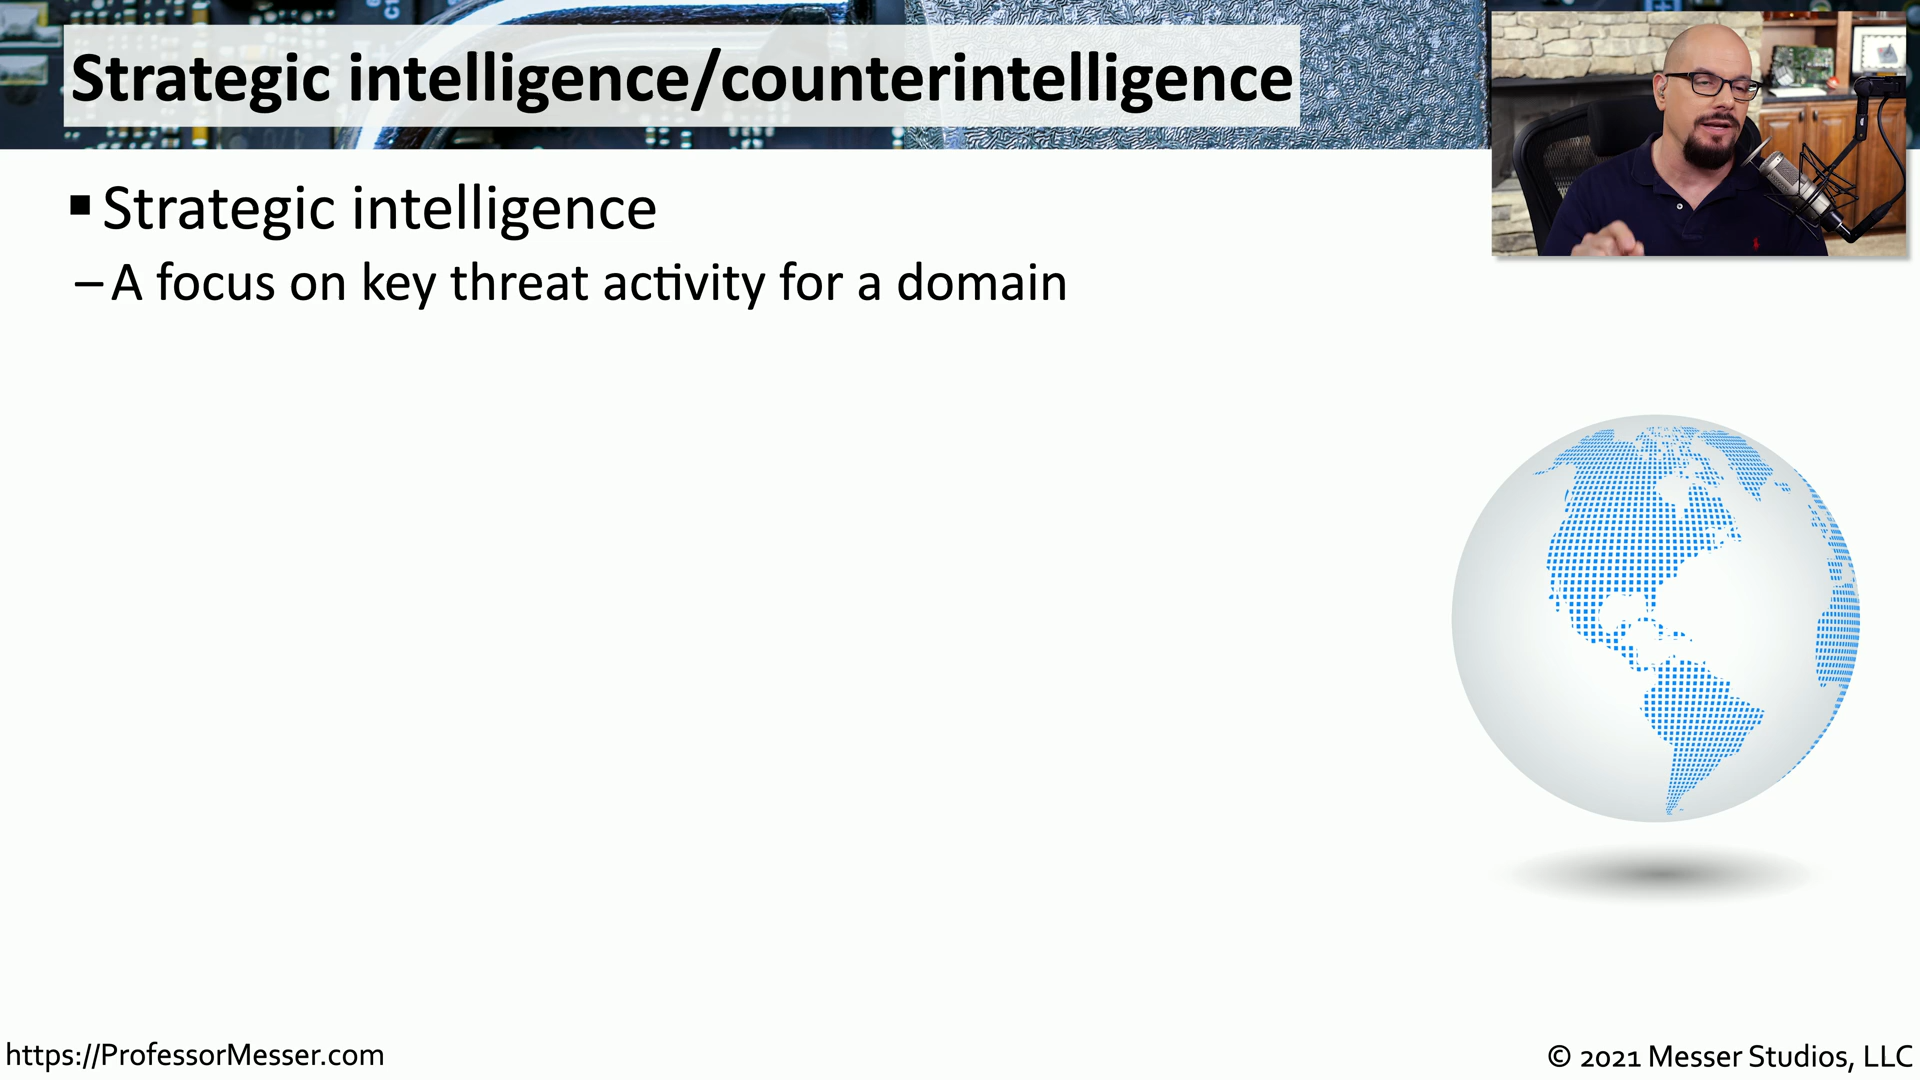 Strategic intelligence/counterintelligence
▪ Strategic intelligence
– A focus on key threat activity for a domain
https://ProfessorMesser.com
© 2021 Messer Studios, LLC